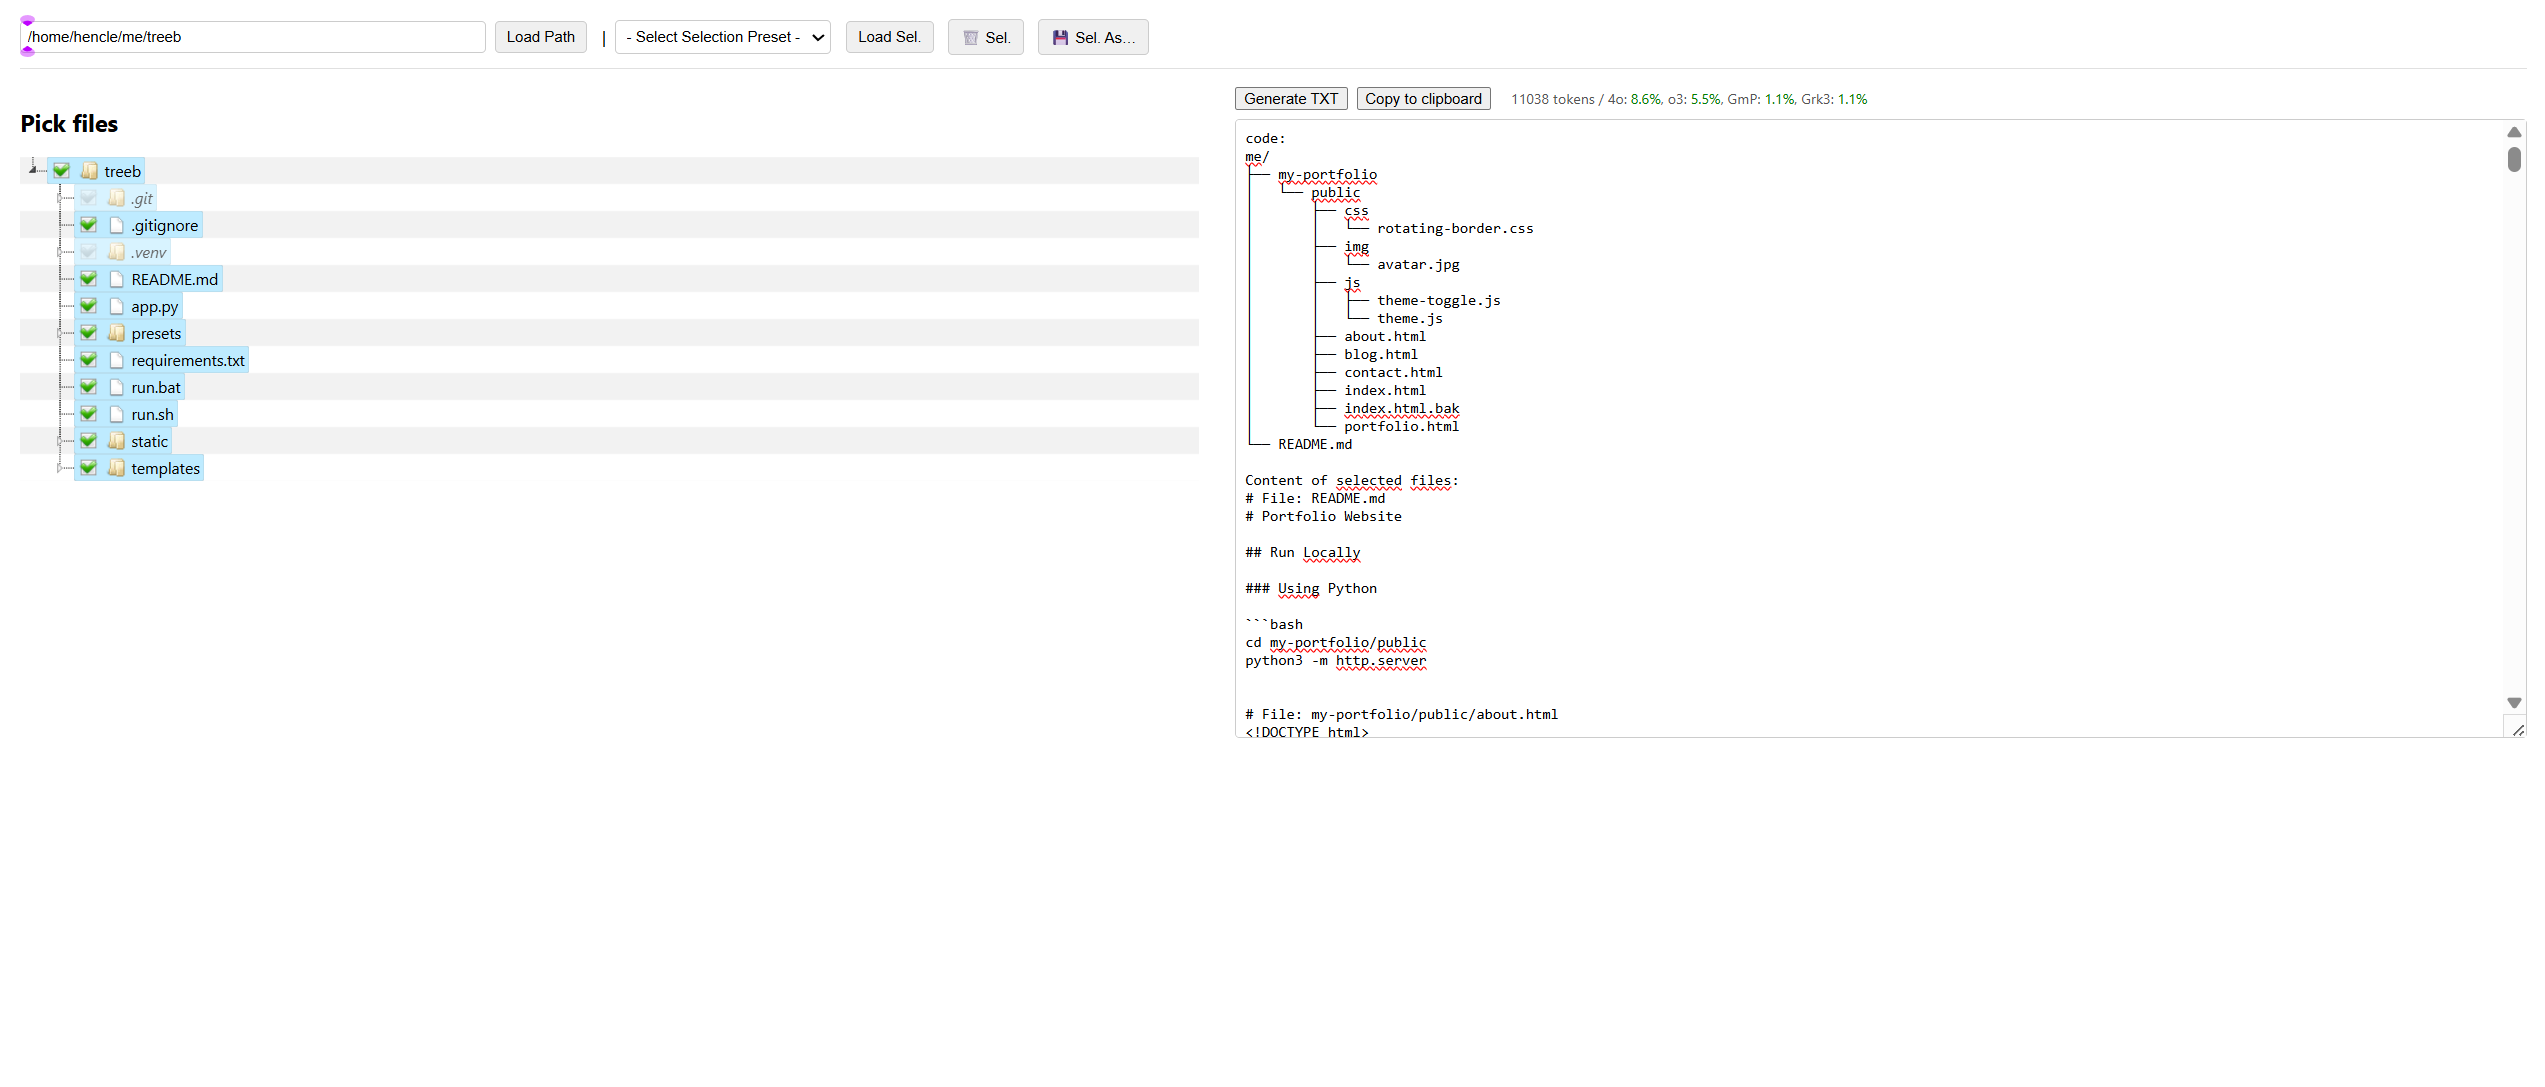 /home/hencle/me/treeb Load Path | - Select Selection Preset - Load Sel. Sel. Sel. As...
Pick files
treeb
.git
.gitignore
.venv
README.md
app.py
presets
requirements.txt
run.bat
run.sh
static
templates
Generate TXT Copy to clipboard 11038 tokens / 4o: 8.6%, o3: 5.5%, GmP: 1.1%, Grk3: 1.1%
code:
me/
├── my-portfolio
│   └── public
│       ├── css
│       │   └── rotating-border.css
│       ├── img
│       │   └── avatar.jpg
│       ├── js
│       │   ├── theme-toggle.js
│       │   └── theme.js
│       ├── about.html
│       ├── blog.html
│       ├── contact.html
│       ├── index.html
│       ├── index.html.bak
│       └── portfolio.html
└── README.md
Content of selected files:
# File: README.md
# Portfolio Website
## Run Locally
### Using Python
```bash
cd my-portfolio/public
python3 -m http.server
# File: my-portfolio/public/about.html
<!DOCTYPE html>